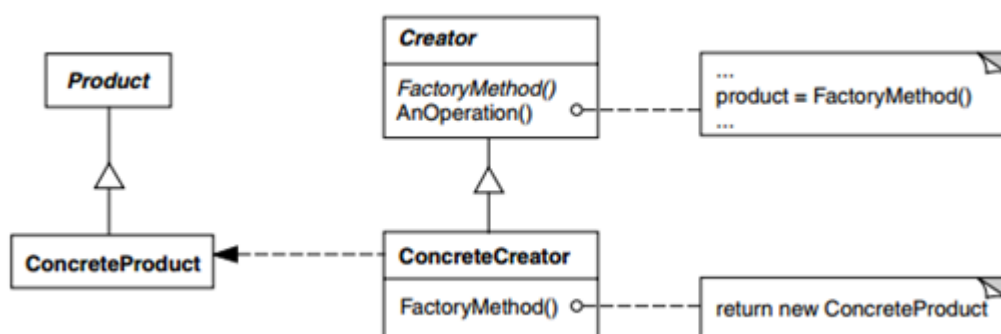 Product
ConcreteProduct
Creator
FactoryMethod()
AnOperation()
...
product = FactoryMethod()
...
ConcreteCreator
FactoryMethod()
return new ConcreteProduct